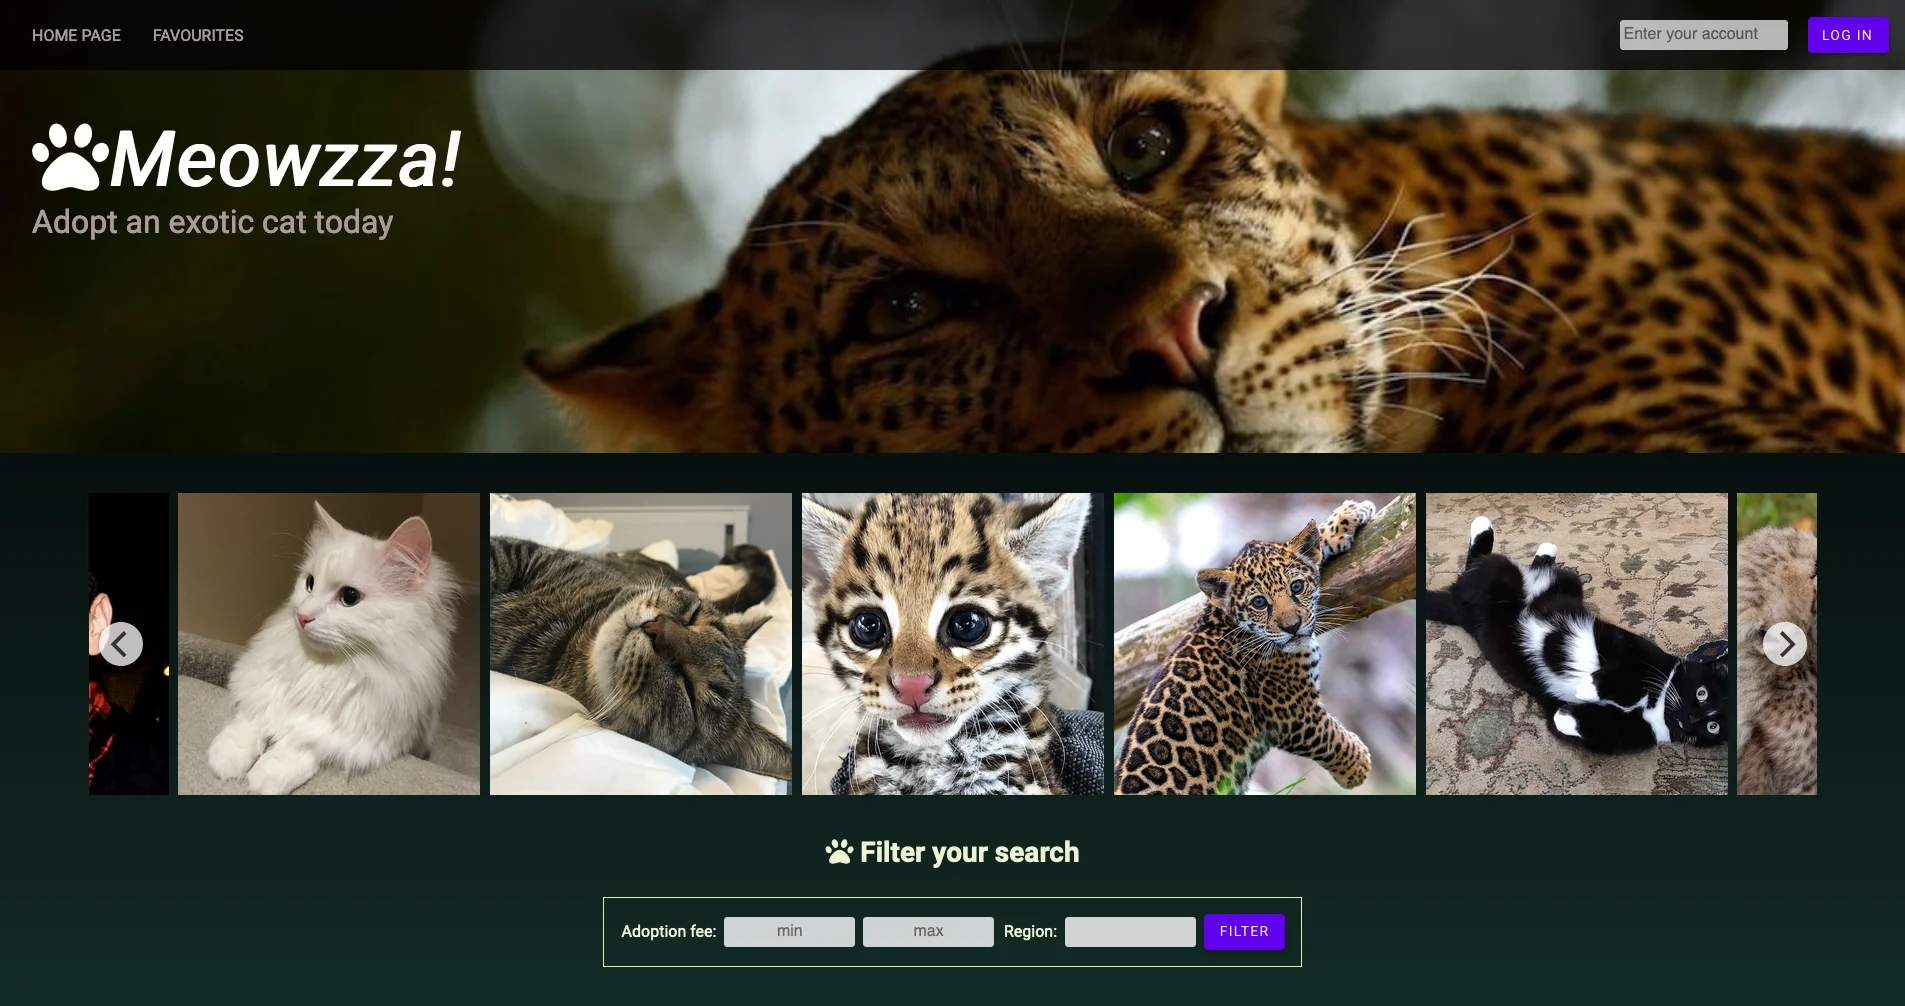 HOME PAGE
FAVOURITES
Enter your account
LOG IN
Meowzza!
Adopt an exotic cat today
Filter your search
Adoption fee:
min
max
Region:
FILTER